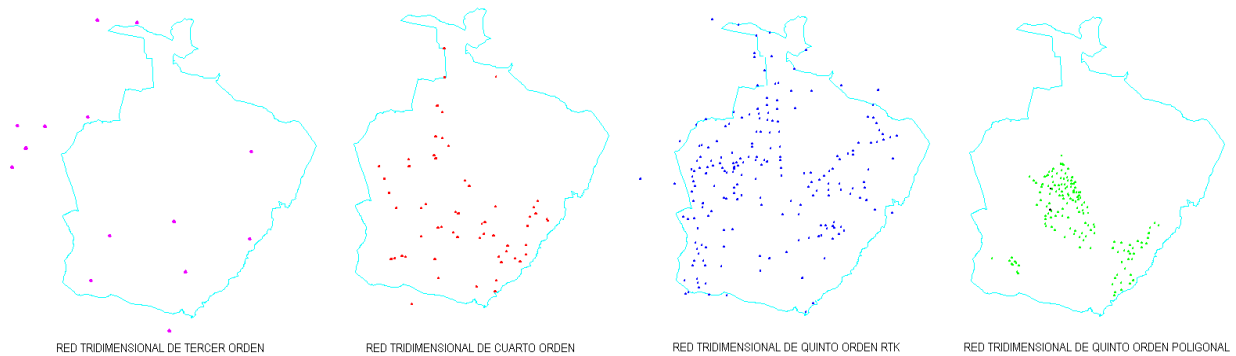 RED TRIDIMENSIONAL DE TERCER ORDEN
RED TRIDIMENSIONAL DE CUARTO ORDEN
RED TRIDIMENSIONAL DE QUINTO ORDEN RTK
RED TRIDIMENSIONAL DE QUINTO ORDEN POLIGONAL